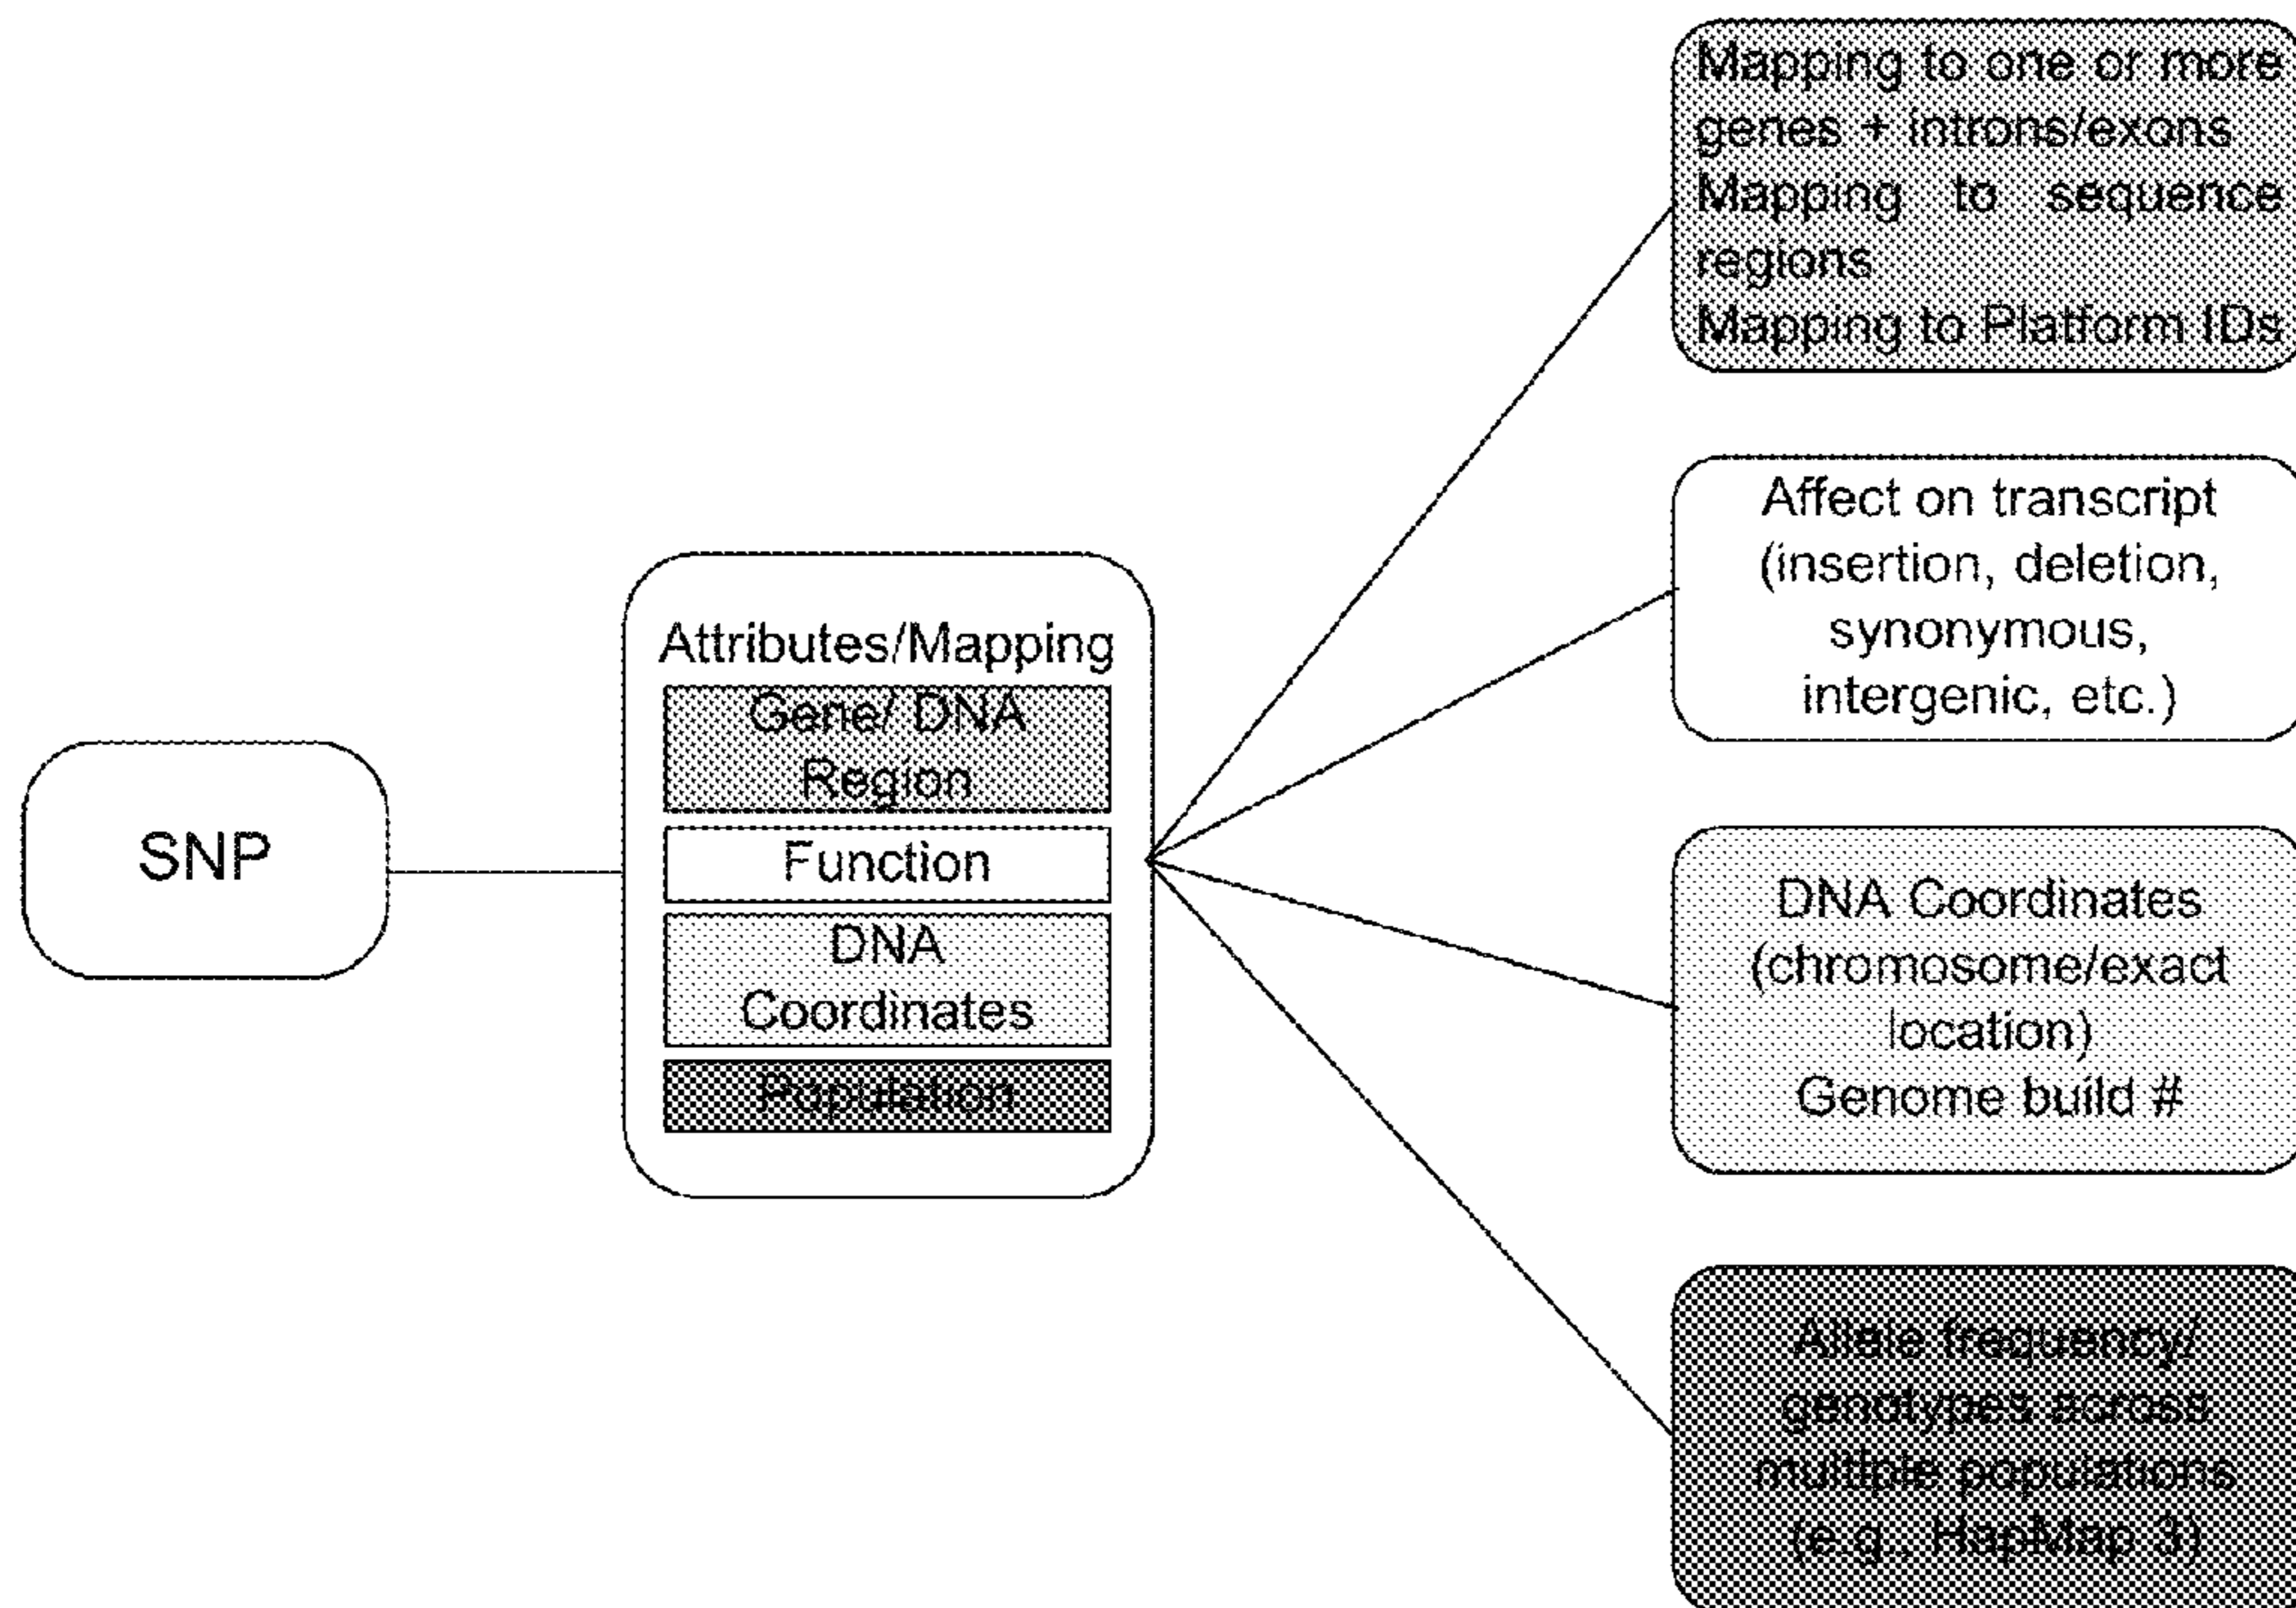 SNP
Attributes/Mapping
Gene/ DNA
Region
Function
DNA
Coordinates
Population
Mapping to one or more
genes + introns/exons
Mapping to sequence
regions
Mapping to Platform IDs
Affect on transcript
(insertion, deletion,
synonymous,
intergenic, etc.)
DNA Coordinates
(chromosome/exact
location)
Genome build #
Allele frequency/
genotypes across
multiple populations
(e.g., HapMap 3)